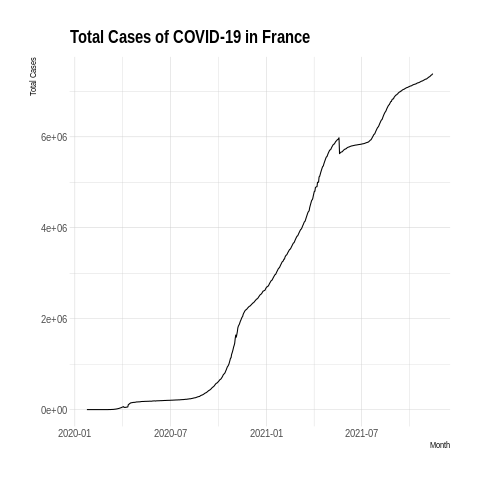 Total Cases of COVID-19 in France
Total Cases
6e+06
4e+06
2e+06
0e+00
2020-01 2020-07 2021-01 2021-07
Month